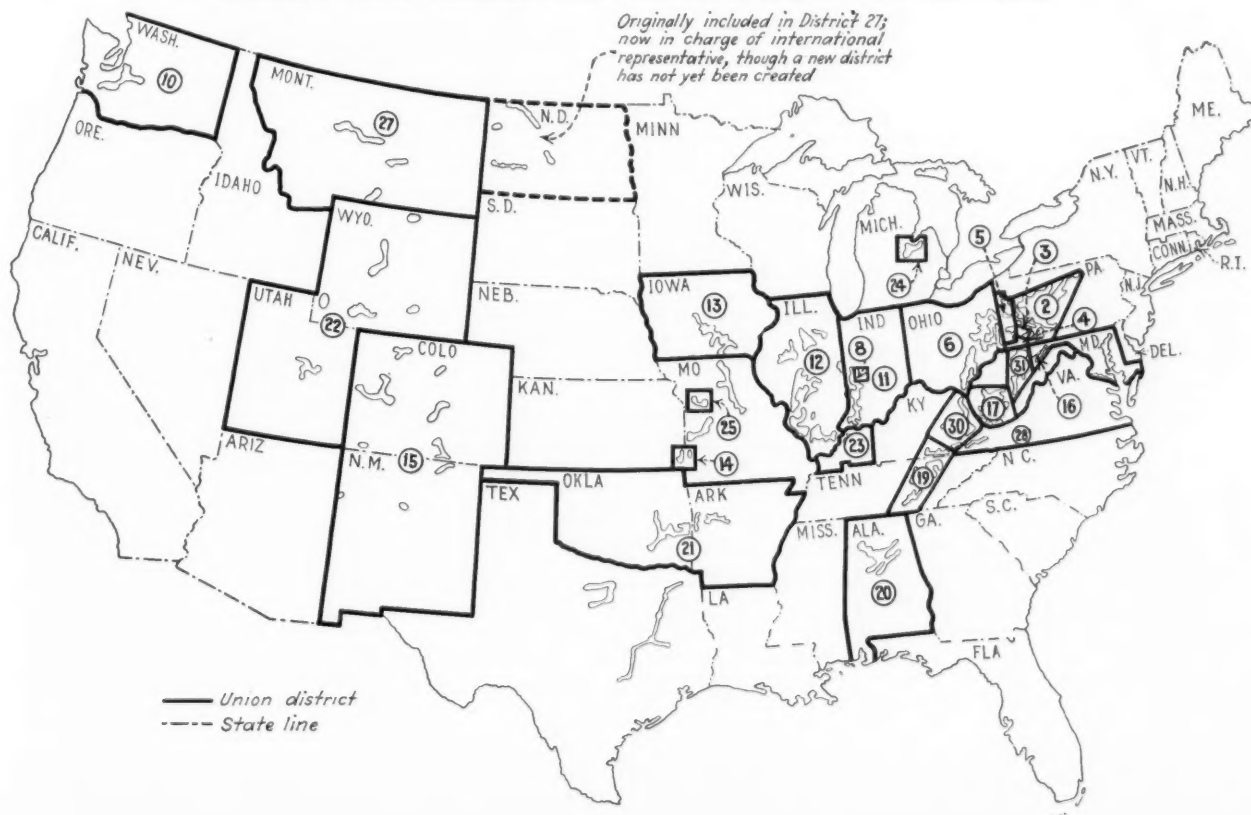 Originally included in District 27;
now in charge of international
representative, though a new district
has not yet been created
WASH.
10
MONT.
27
N.D.
MINN
ME.
ORE.
IDAHO
S.D.
WIS.
MICH.
24
N.Y.
VT.
N.H.
MASS.
CONN.
R.I.
WYO.
CALIF.
NEV.
UTAH
22
NEB.
IOWA
13
ILL.
12
IND
8
11
OHIO
6
5
3
PA
2
N.J.
4
MD
DEL.
31
VA.
16
17
COLO
KAN.
MO
25
14
KY
30
23
28
ARIZ
N.M.
15
OKLA
TEX
ARK
21
TENN
19
N C.
S.C.
MISS.
ALA.
20
GA.
LA
FLA
Union district
State line